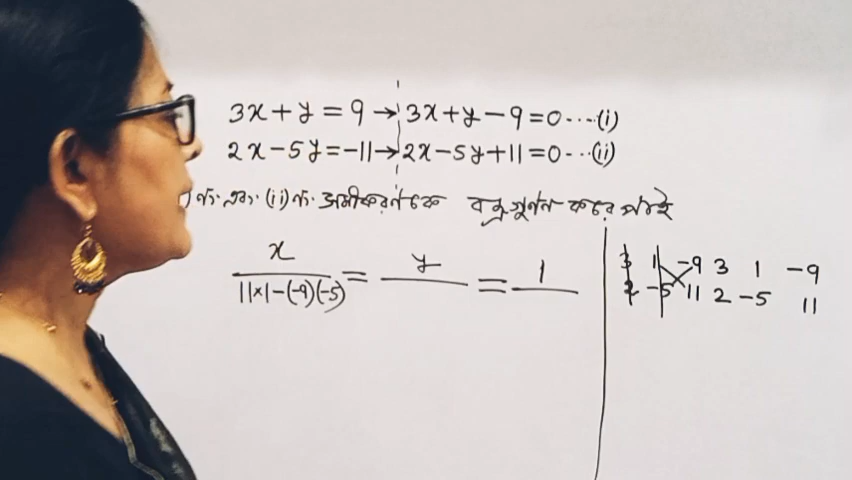 3x+y=9→3x+y-9=0---(i)
2x-5y=-11→2x-5y+11=0---(ii)
) নং এবং (ii) নং সমীকরণকে বজ্রগুণন করে পাই
x y 1
11×1-(-9)(-5) = =
3 1 -9 3 1 -9
2 -5 11 2 -5 11